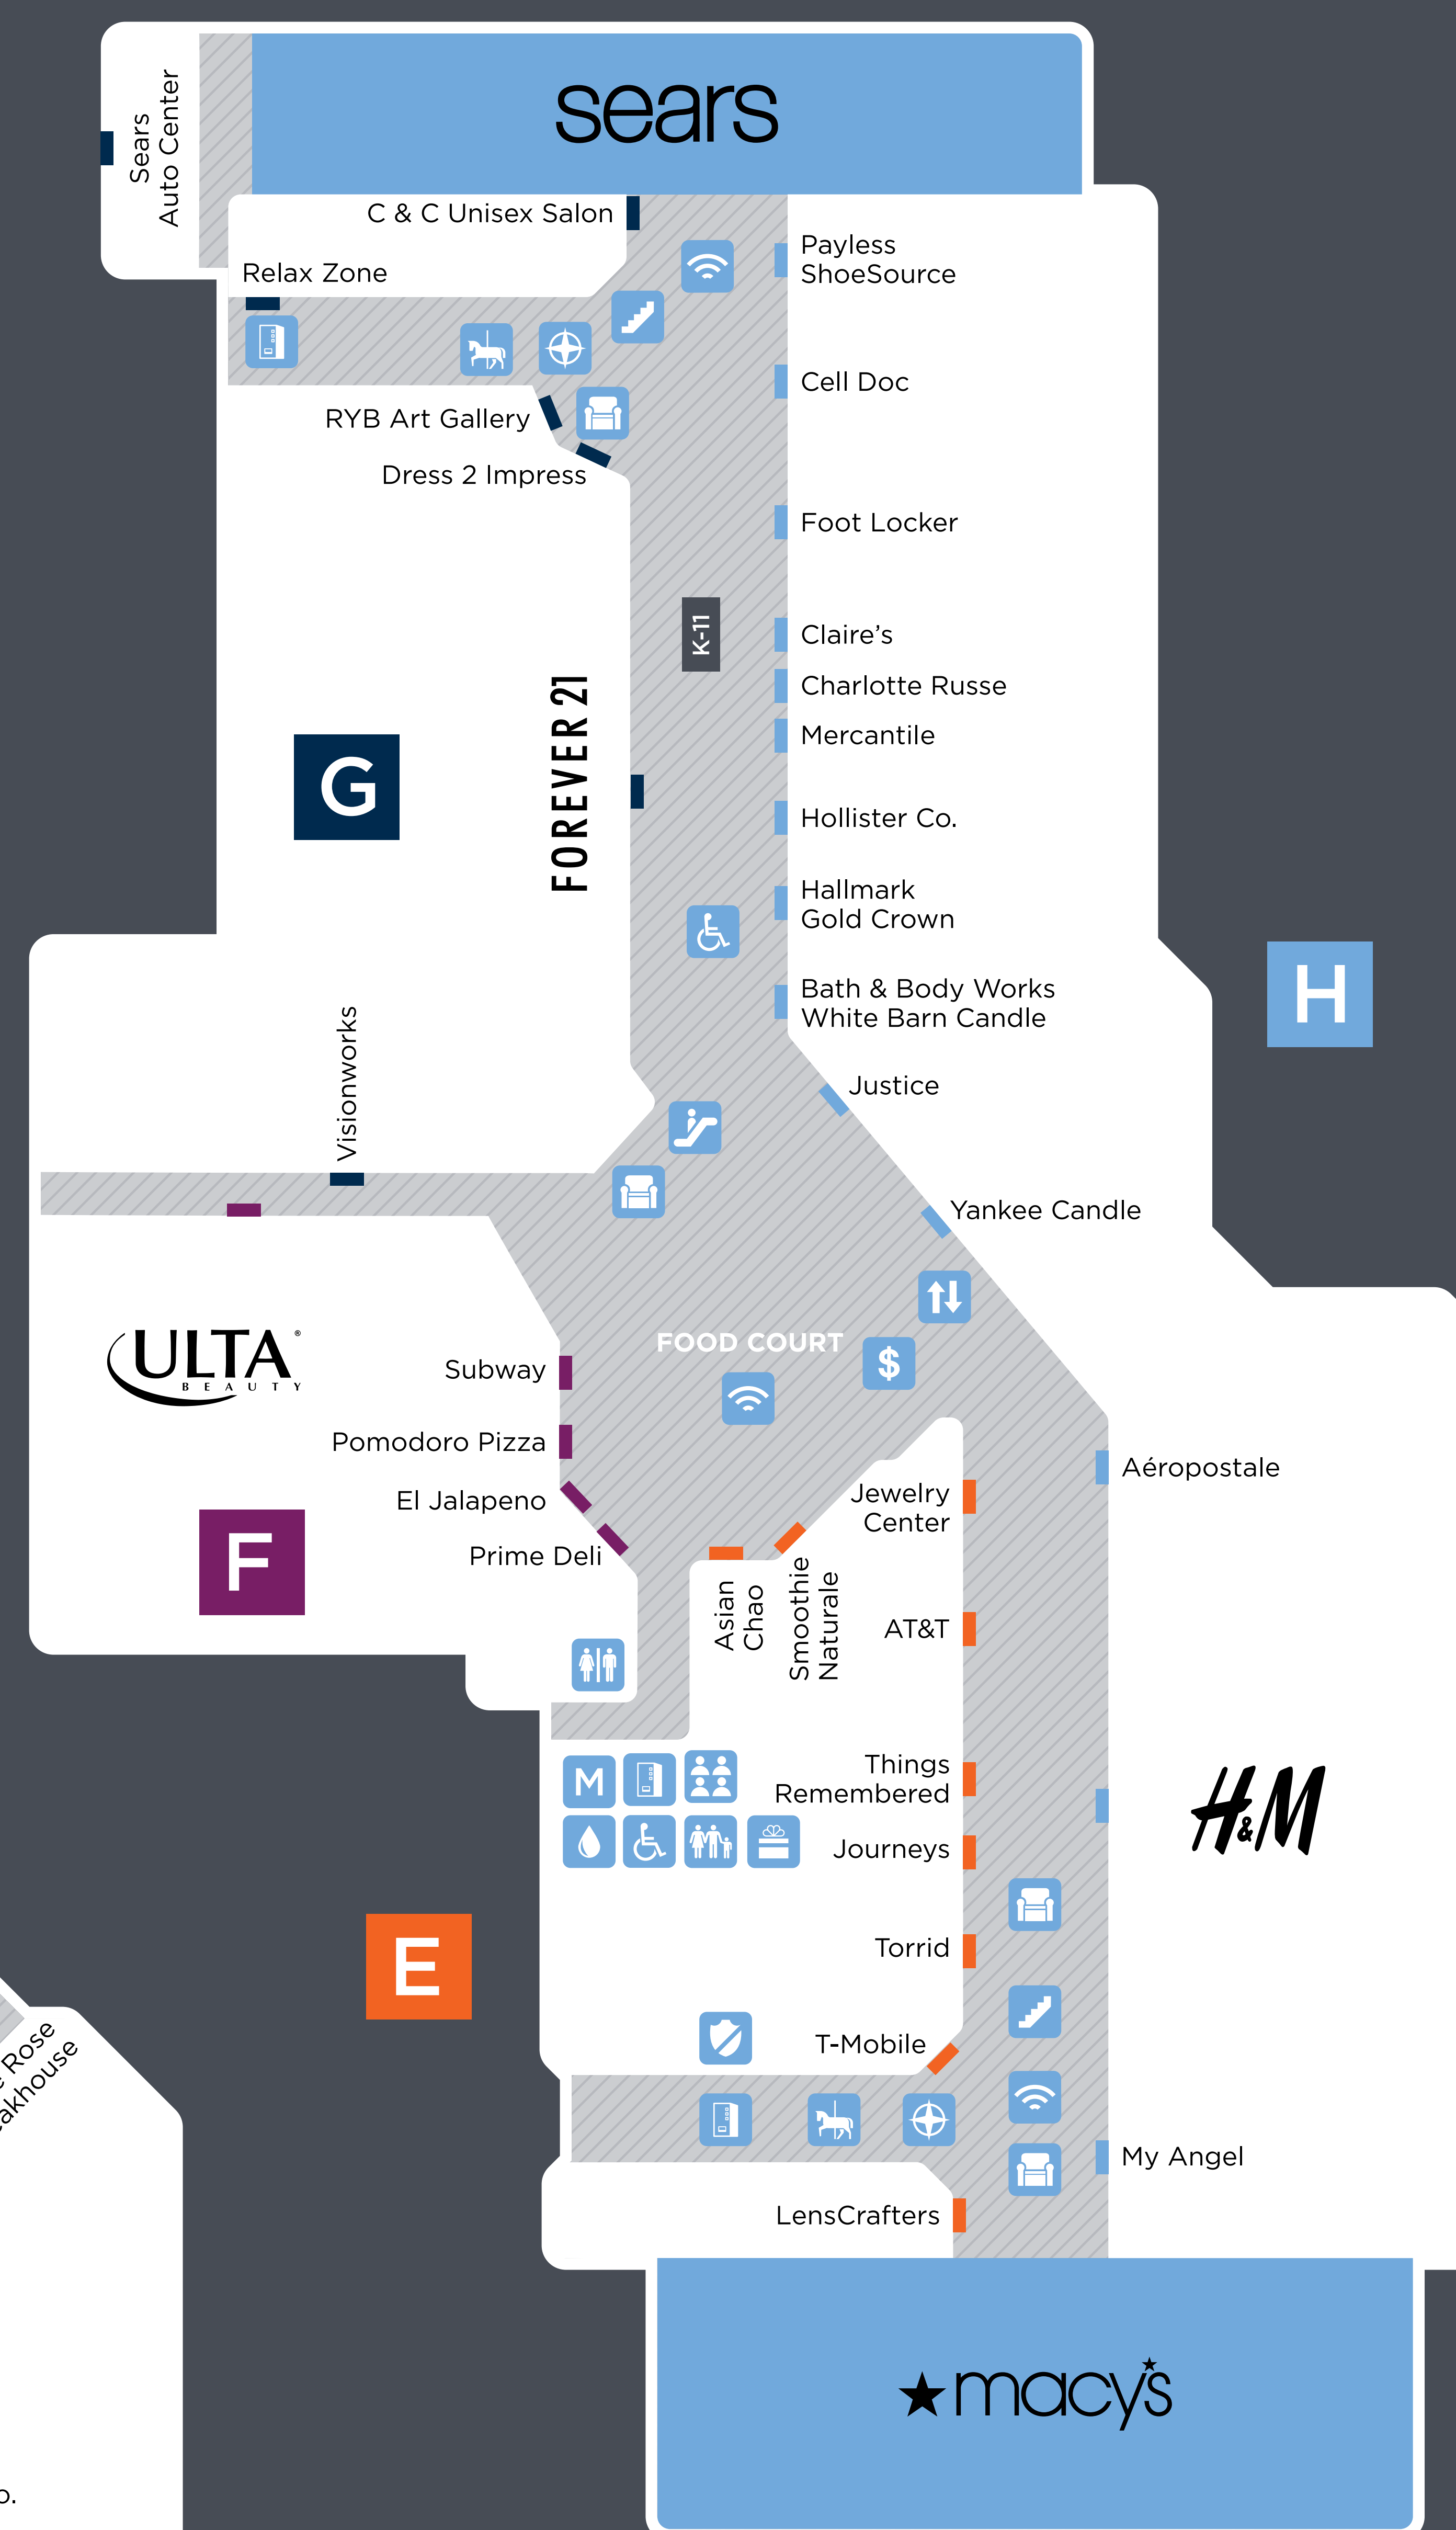 sears
Sears
Auto Center
C & C Unisex Salon
Relax Zone
Payless
ShoeSource
Cell Doc
RYB Art Gallery
Dress 2 Impress
Foot Locker
K-11
Claire’s
Charlotte Russe
Mercantile
FOREVER 21
G
Hollister Co.
Hallmark
Gold Crown
H
Bath & Body Works
White Barn Candle
Visionworks
Justice
Yankee Candle
FOOD COURT
$
ULTA®
BEAUTY
Subway
Pomodoro Pizza
El Jalapeno
Prime Deli
F
Aéropostale
Jewelry
Center
Asian
Chao
Smoothie
Naturale
AT&T
M
Things
Remembered
Journeys
H&M
E
Torrid
T-Mobile
Rose
My Angel
LensCrafters
macy's
o.